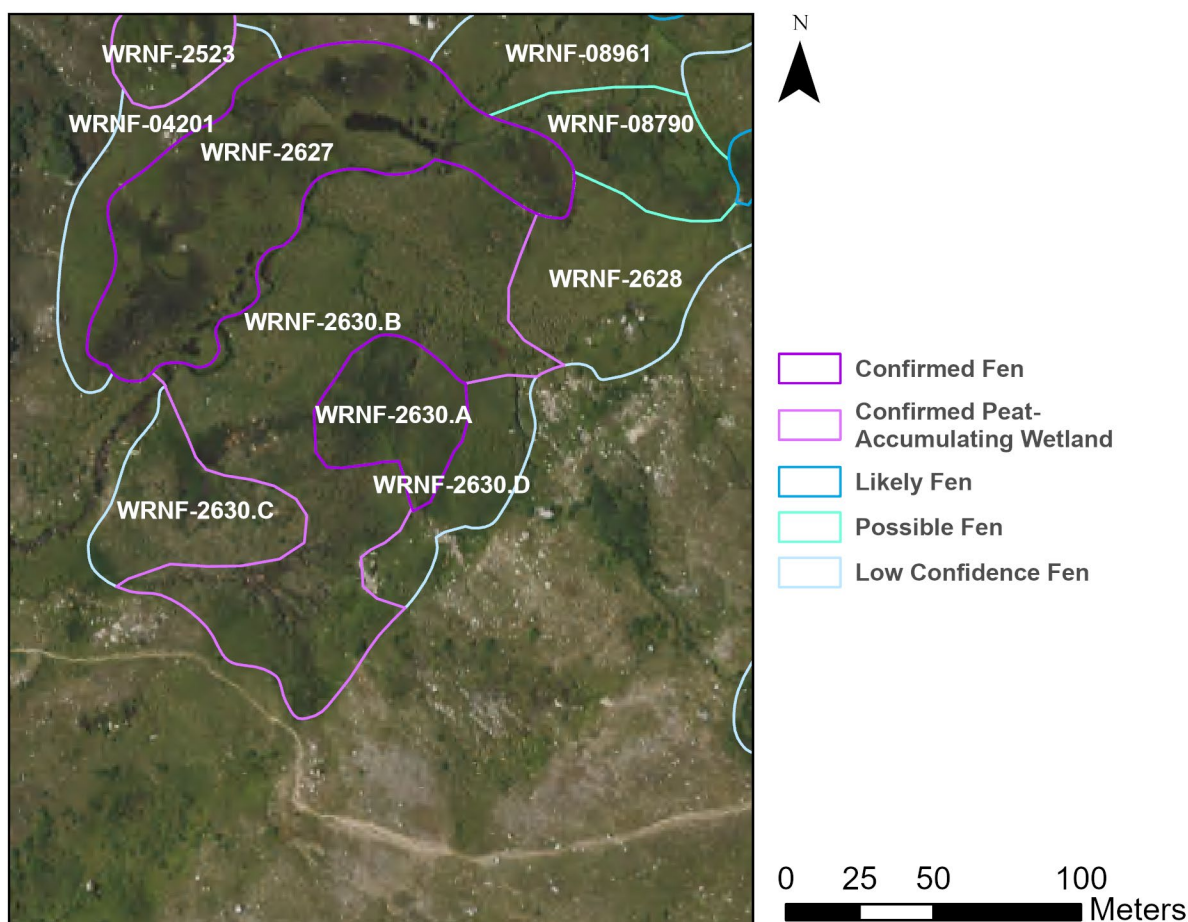 WRNF-2523
WRNF-08961
WRNF-04201
WRNF-08790
WRNF-2627
WRNF-2628
WRNF-2630.B
WRNF-2630.A
WRNF-2630.D
WRNF-2630.C
N
Confirmed Fen
Confirmed Peat-
Accumulating Wetland
Likely Fen
Possible Fen
Low Confidence Fen
0 25 50 100
Meters